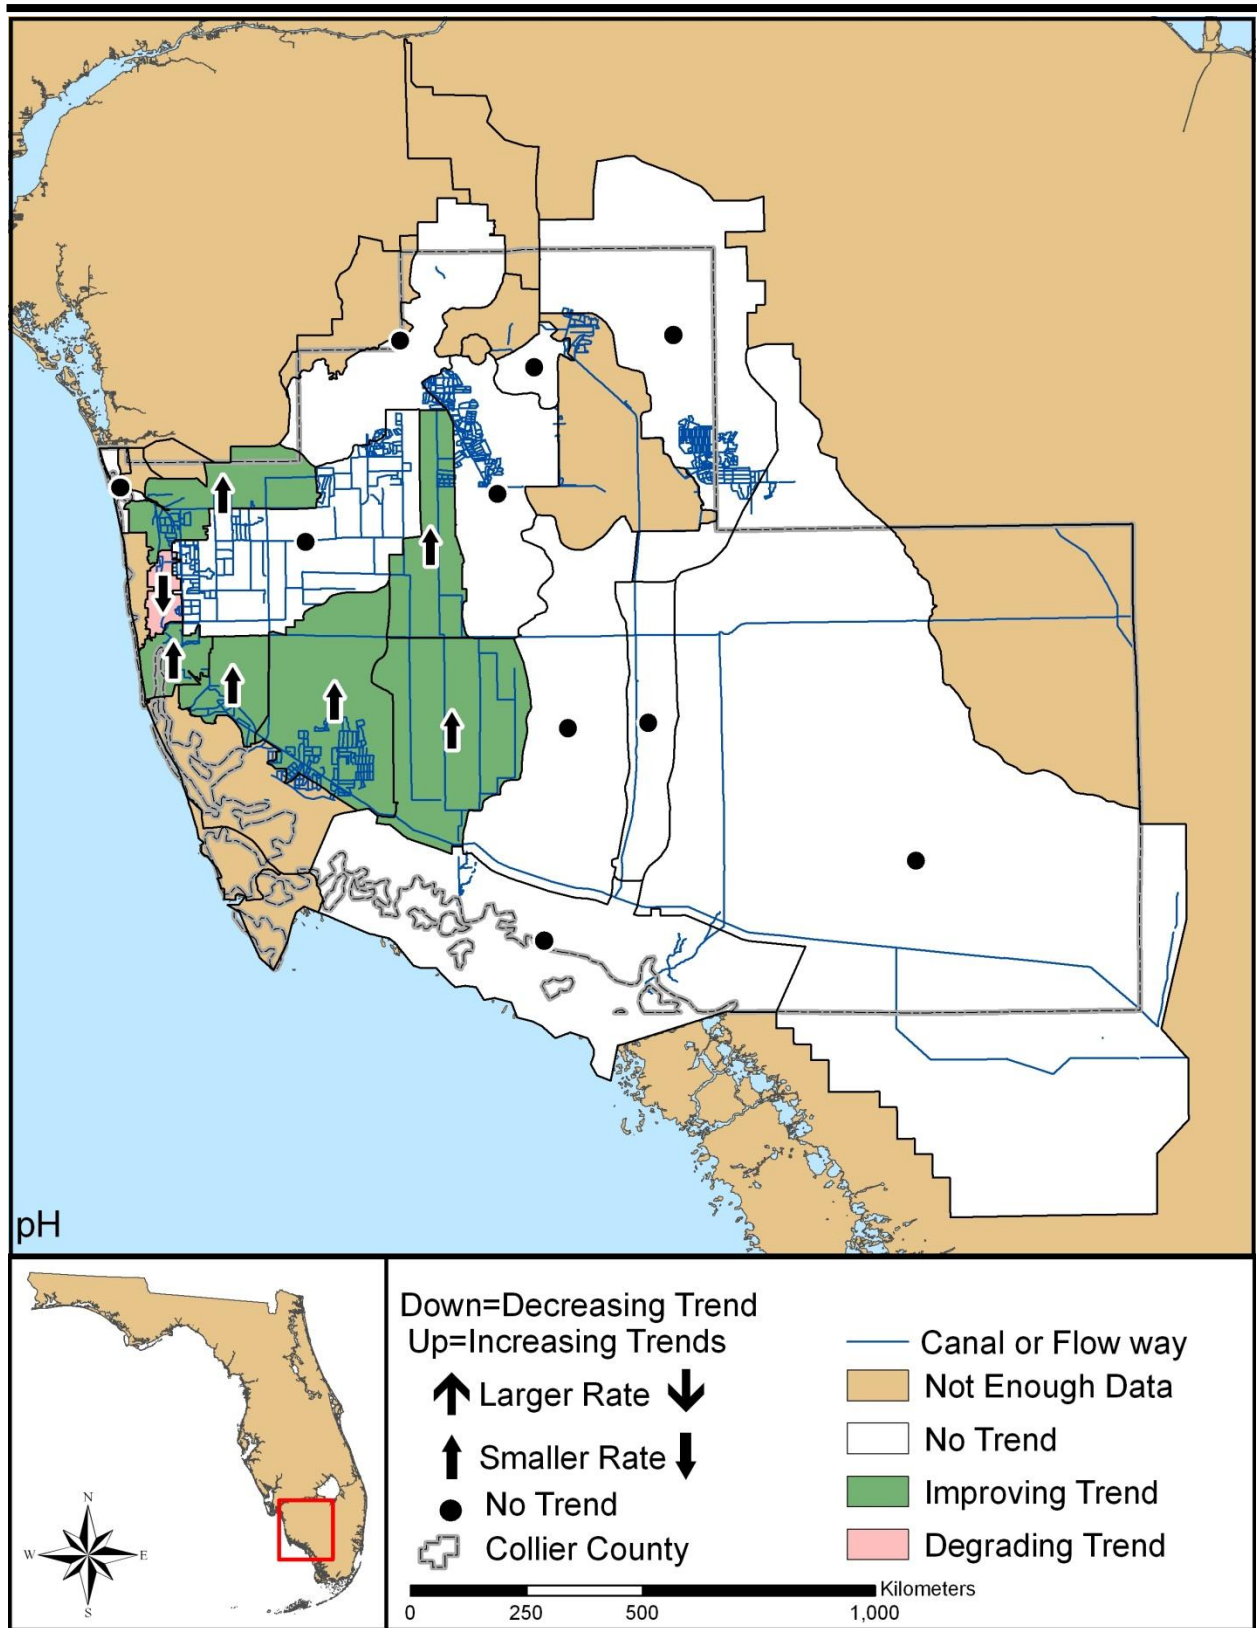 pH
N
W
E
S
Down=Decreasing Trend
Up=Increasing Trends
Larger Rate
Smaller Rate
No Trend
Collier County
Canal or Flow way
Not Enough Data
No Trend
Improving Trend
Degrading Trend
Kilometers
0 250 500 1,000